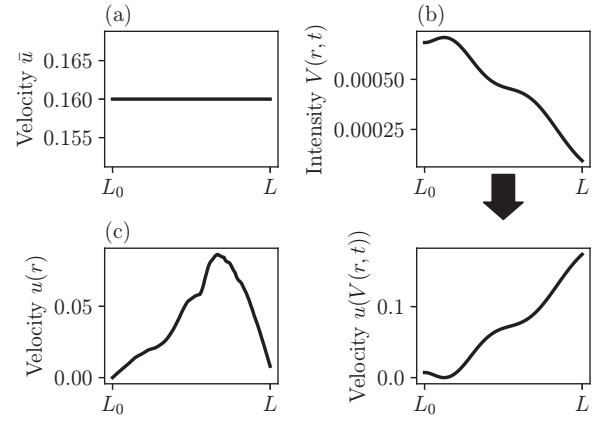 (a)
Velocity ū
0.165
0.160
0.155
L₀
L
(b)
Intensity V(r, t)
0.00050
0.00025
L₀
L
(c)
Velocity u(r)
0.05
0.00
L₀
L
Velocity u(V(r, t))
0.1
0.0
L₀
L